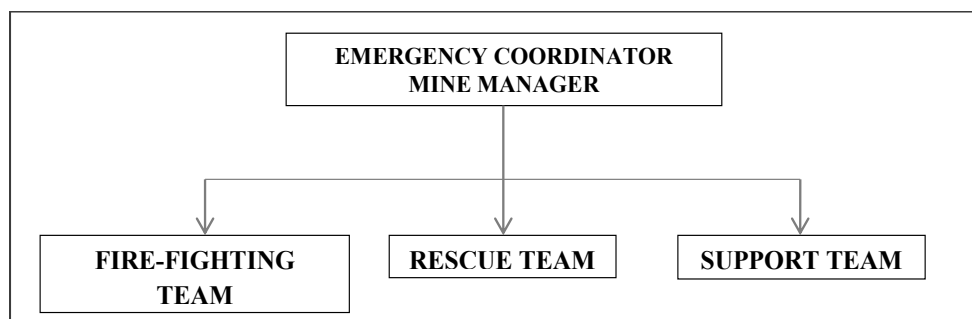 EMERGENCY COORDINATOR
MINE MANAGER
FIRE-FIGHTING
TEAM
RESCUE TEAM
SUPPORT TEAM